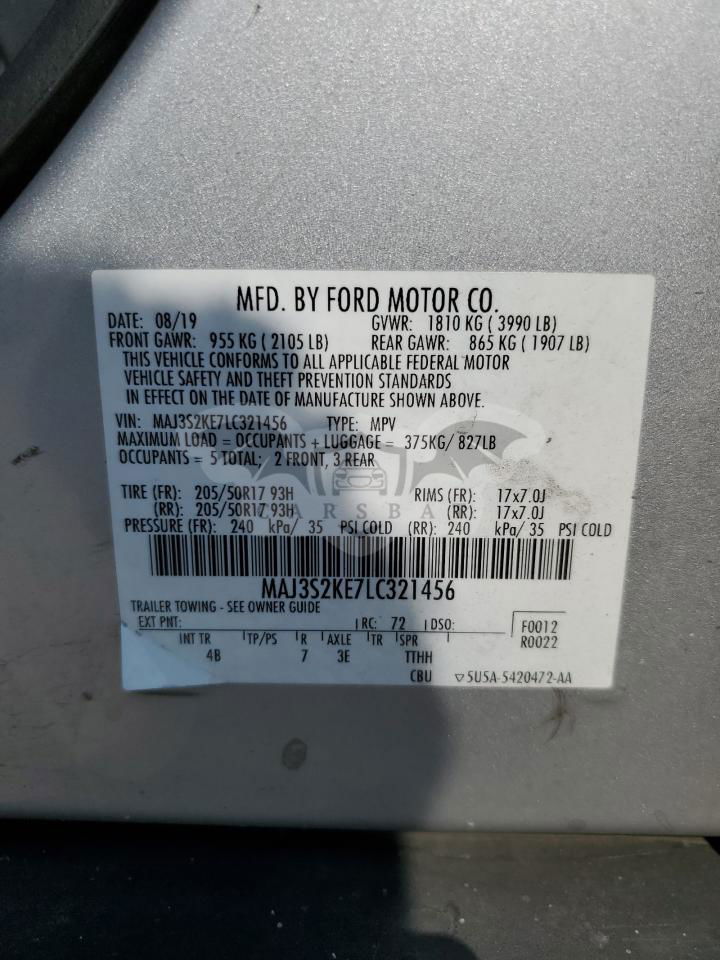 MFD. BY FORD MOTOR CO.
DATE: 08/19 GVWR: 1810 KG ( 3990 LB)
FRONT GAWR: 955 KG ( 2105 LB) REAR GAWR: 865 KG ( 1907 LB)
THIS VEHICLE CONFORMS TO ALL APPLICABLE FEDERAL MOTOR
VEHICLE SAFETY AND THEFT PREVENTION STANDARDS
IN EFFECT ON THE DATE OF MANUFACTURE SHOWN ABOVE.
VIN: MAJ3S2KE7LC321456 TYPE: MPV
MAXIMUM LOAD = OCCUPANTS + LUGGAGE = 375KG/ 827LB
OCCUPANTS = 5 TOTAL: 2 FRONT, 3 REAR
TIRE (FR): 205/50R17 93H RIMS (FR): 17x7.0J
(RR): 205/50R17 93H (RR): 17x7.0J
CARSBAT
PRESSURE (FR): 240 kPa/ 35 PSI COLD (RR): 240 kPa/ 35 PSI COLD
MAJ3S2KE7LC321456
TRAILER TOWING - SEE OWNER GUIDE
EXT PNT: RC: 72 DSO: F0012
INT TR TP/PS R AXLE TR SPR R0022
4B 7 3E TTHH
CBU ▽5U5A-5420472-AA